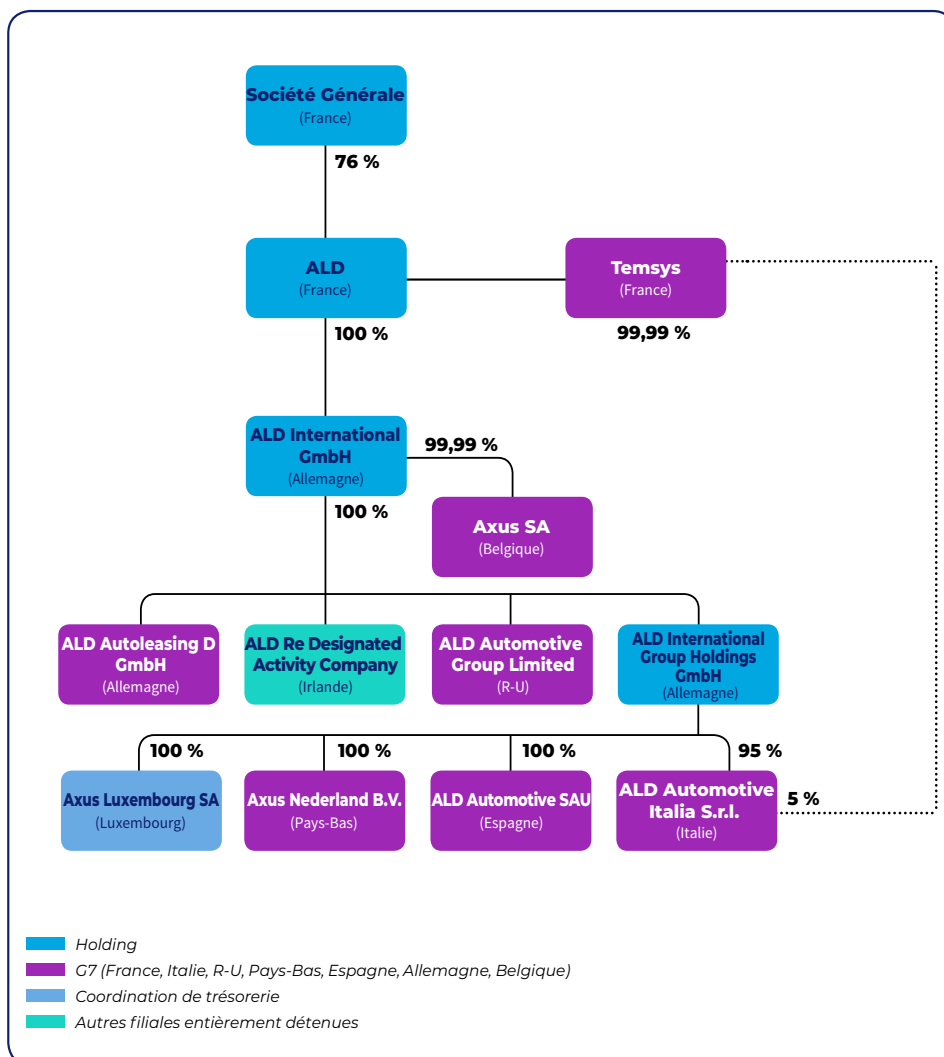 Société Générale
(France)
76 %
ALD
(France)
Temsys
(France)
100 %
99,99 %
ALD International
GmbH
(Allemagne)
99,99 %
100 %
Axus SA
(Belgique)
ALD Autoleasing D
GmbH
(Allemagne)
ALD Re Designated
Activity Company
(Irlande)
ALD Automotive
Group Limited
(R-U)
ALD International
Group Holdings
GmbH
(Allemagne)
100 %
100 %
100 %
95 %
Axus Luxembourg SA
(Luxembourg)
Axus Nederland B.V.
(Pays-Bas)
ALD Automotive SAU
(Espagne)
ALD Automotive
Italia S.r.l.
(Italie)
5 %
Holding
G7 (France, Italie, R-U, Pays-Bas, Espagne, Allemagne, Belgique)
Coordination de trésorerie
Autres filiales entièrement détenues